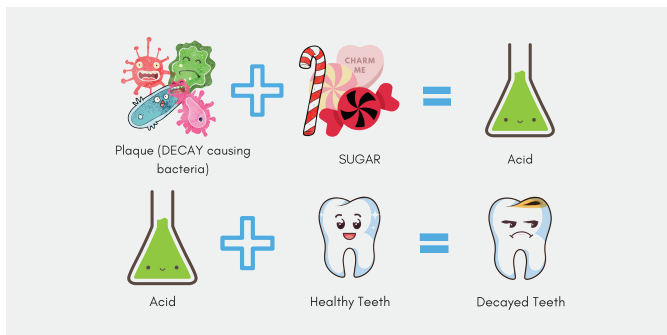 CHARM
ME
Plaque (DECAY causing
bacteria)
SUGAR
Acid
Acid
Healthy Teeth
Decayed Teeth